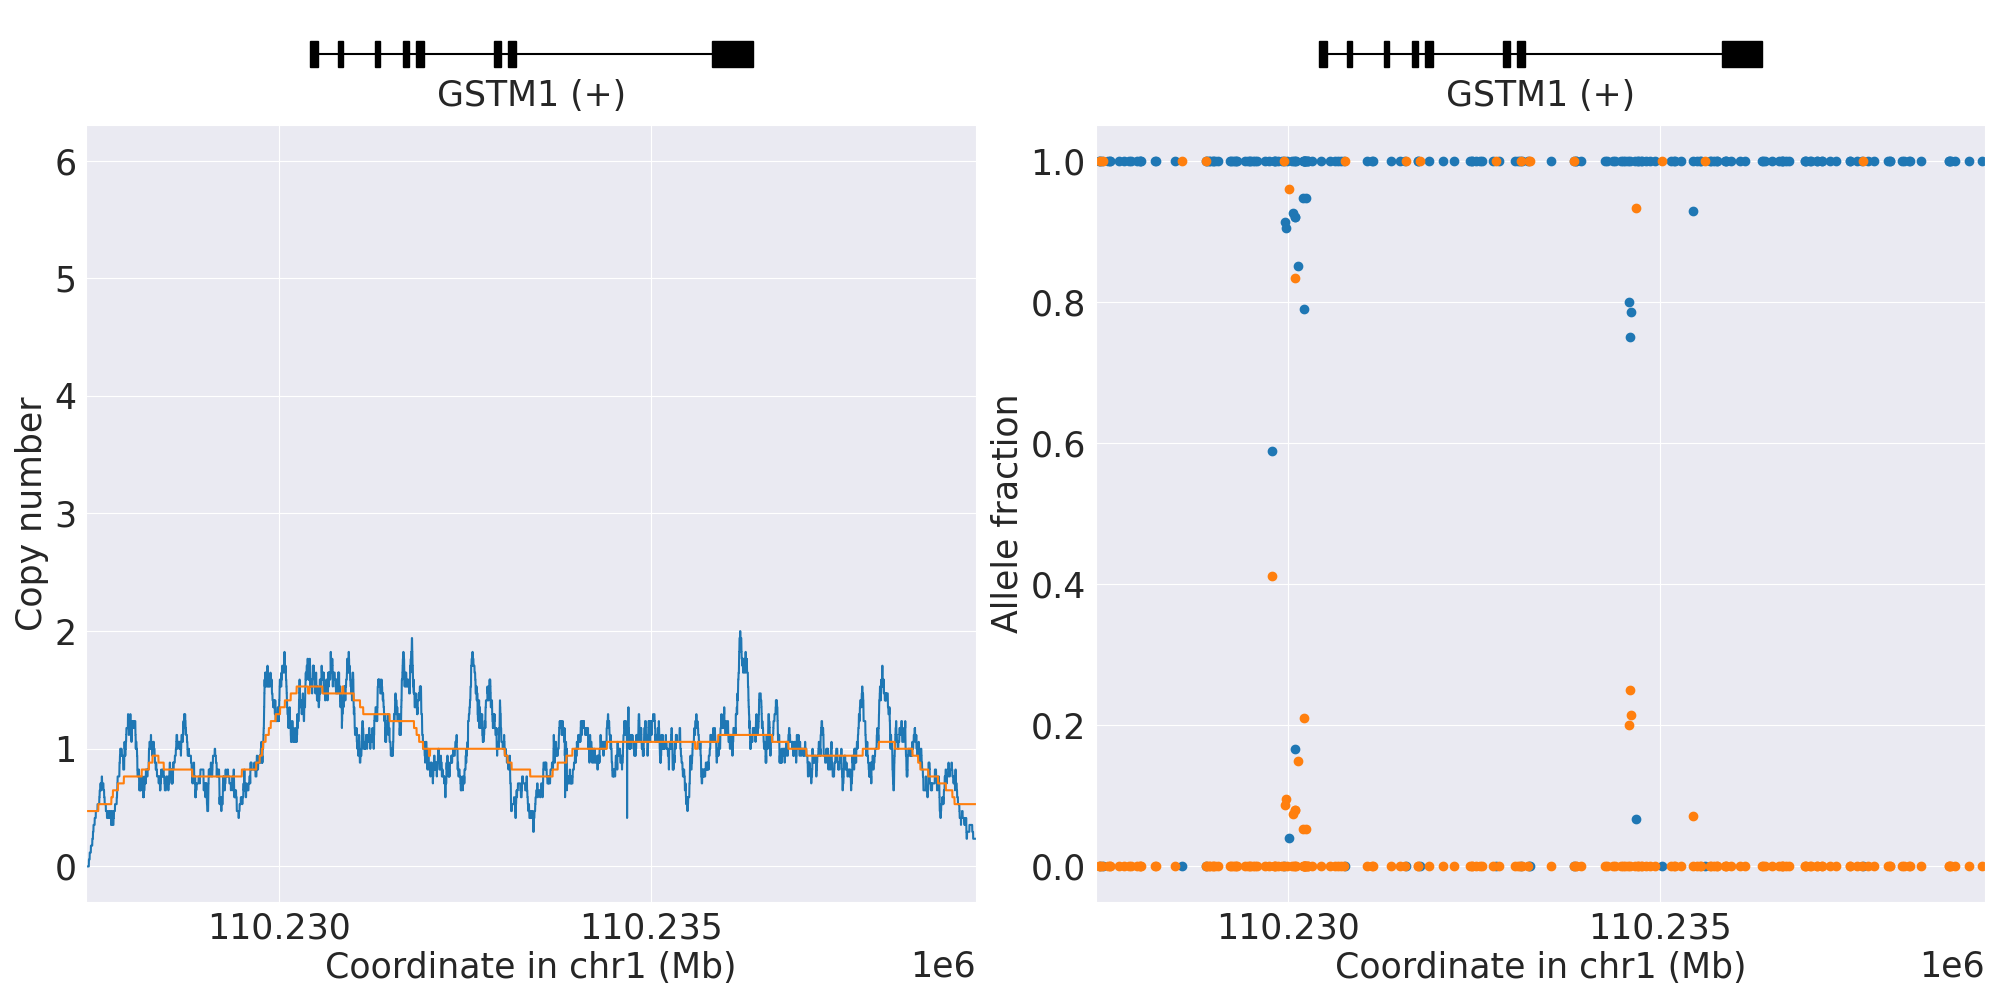 GSTM1 (+)
Copy number
6
5
4
3
2
1
0
110.230
110.235
Coordinate in chr1 (Mb)
1e6
GSTM1 (+)
Allele fraction
1.0
0.8
0.6
0.4
0.2
0.0
110.230
110.235
Coordinate in chr1 (Mb)
1e6